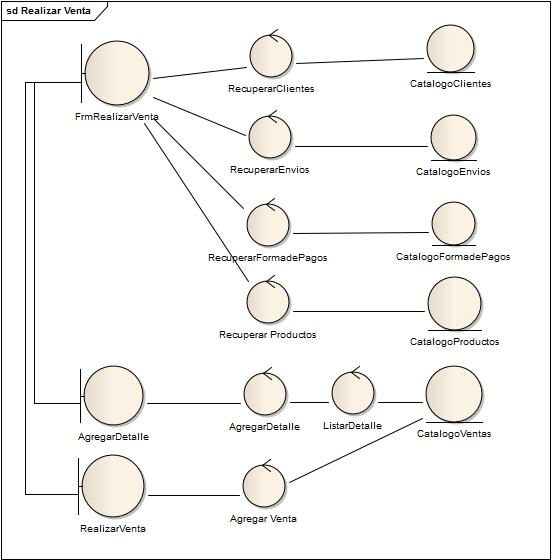 sd Realizar Venta
RecuperarClientes
CatalogoClientes
FrmRealizarVenta
RecuperarEnvios
CatalogoEnvios
RecuperarFormadePagos
CatalogoFormadePagos
Recuperar Productos
CatalogoProductos
AgregarDetalle
AgregarDetalle
ListarDetalle
CatalogoVentas
RealizarVenta
Agregar Venta